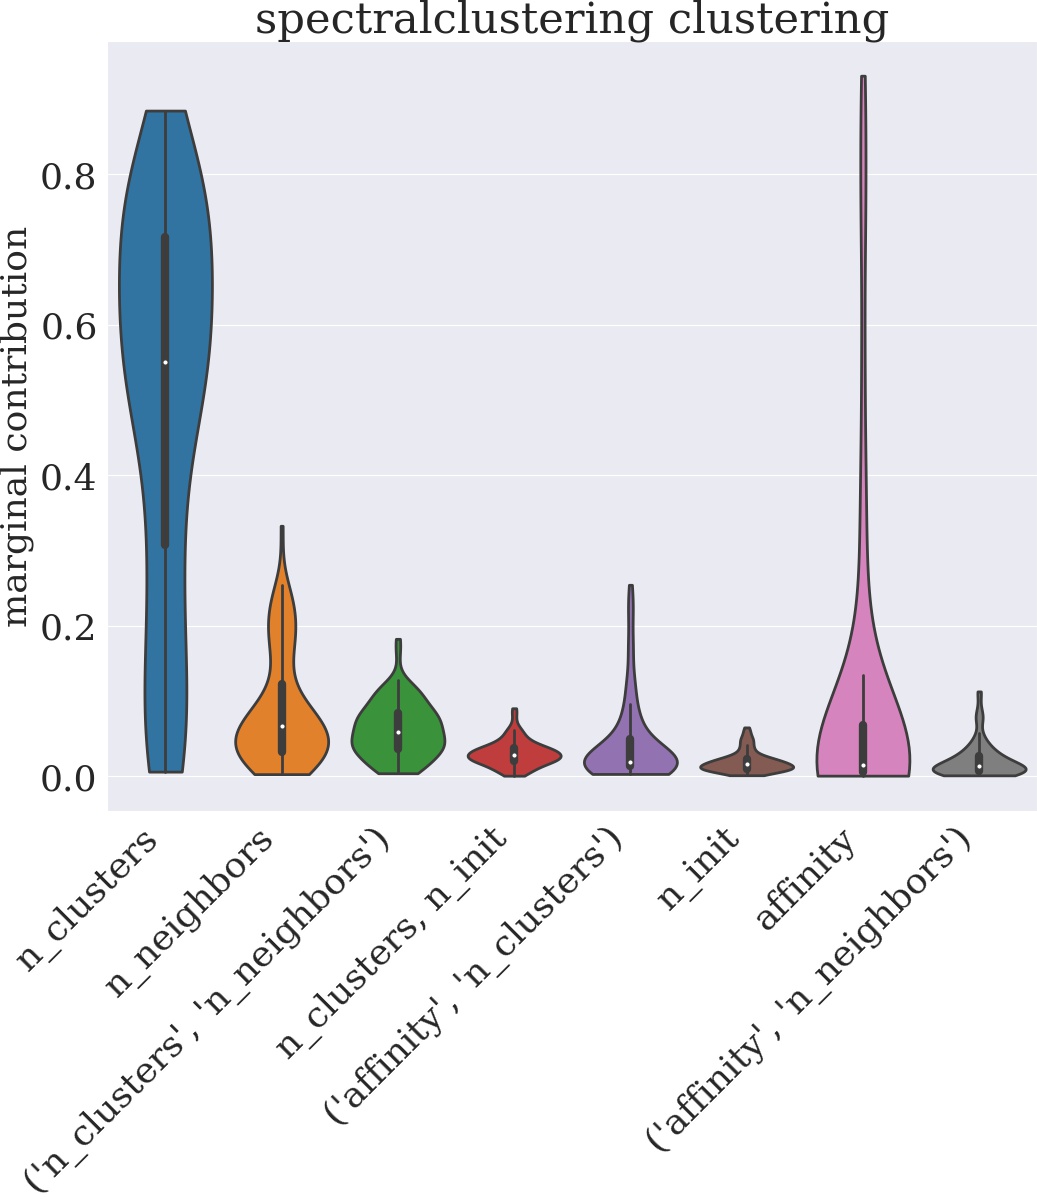 spectralclustering clustering
marginal contribution
0.8
0.6
0.4
0.2
0.0
n_clusters
n_neighbors
('n_clusters', 'n_neighbors')
n_clusters, n_init
('affinity', 'n_clusters')
n_init
affinity
('affinity', 'n_neighbors')